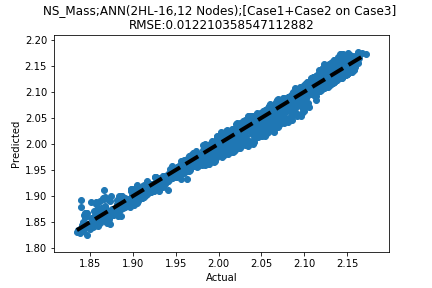 NS_Mass;ANN(2HL-16,12 Nodes);[Case1+Case2 on Case3]
RMSE:0.012210358547112882
2.20
2.15
2.10
2.05
2.00
1.95
1.90
1.85
1.80
Predicted
1.85 1.90 1.95 2.00 2.05 2.10 2.15
Actual